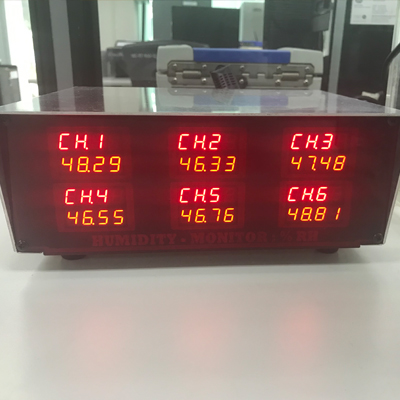 CH.1 CH.2 CH.3
48.29 46.33 47.48
CH.4 CH.5 CH.6
46.55 46.76 48.81
HUMIDITY - MONITOR